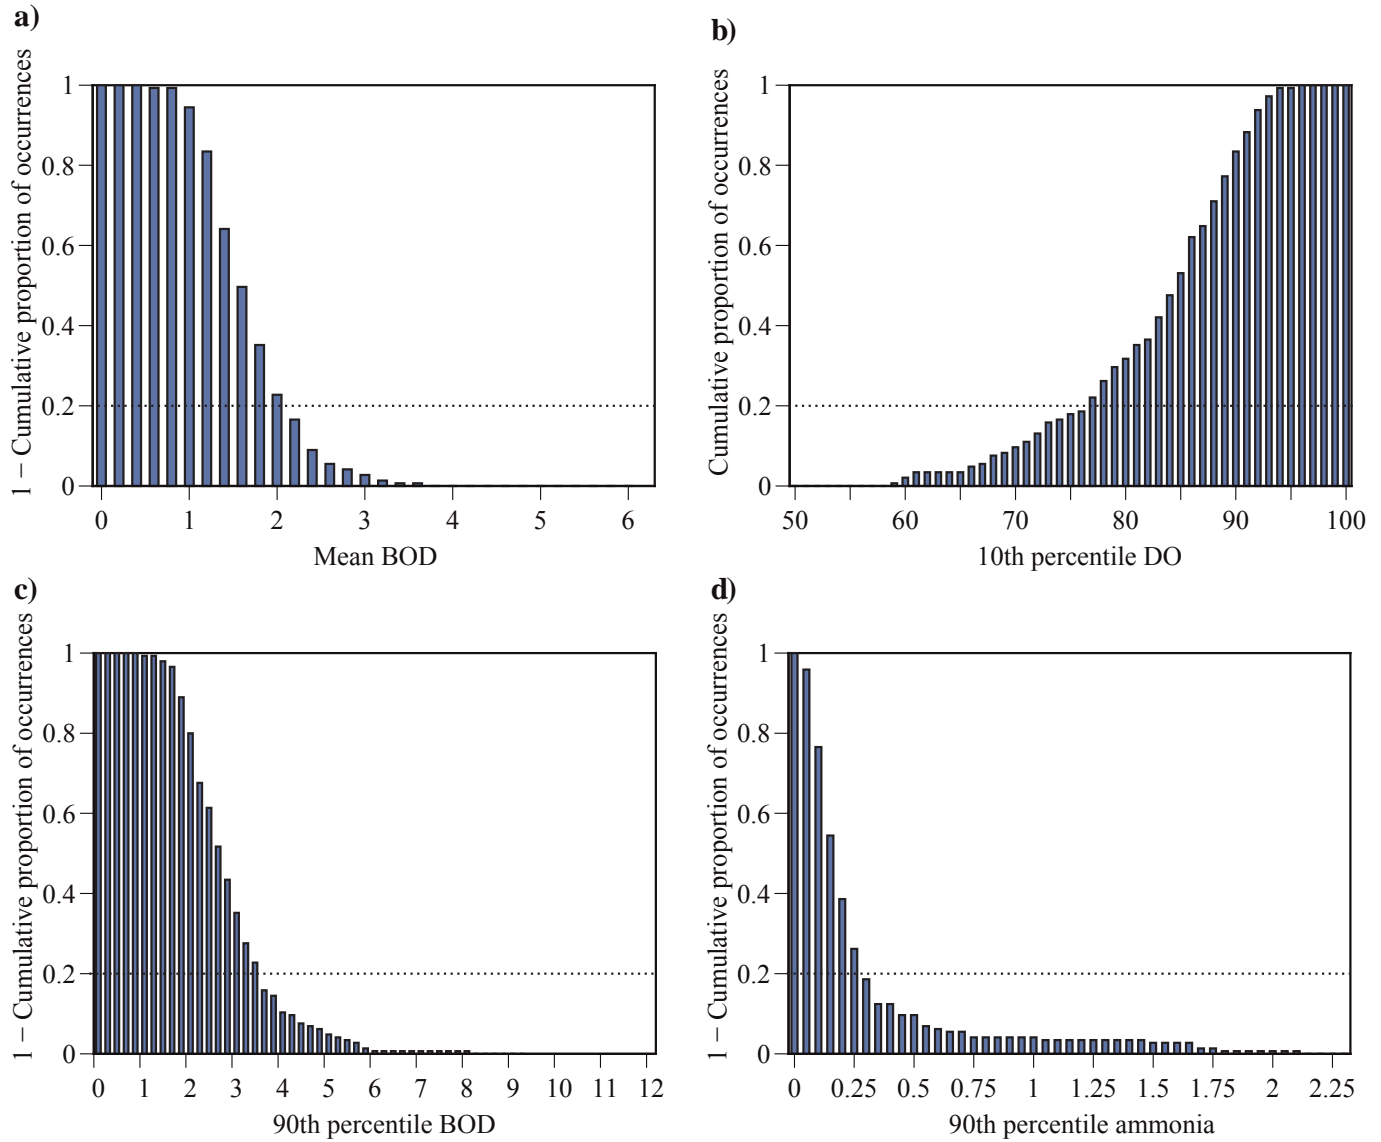 a)
1 – Cumulative proportion of occurrences
1
0.8
0.6
0.4
0.2
0
0 1 2 3 4 5 6
Mean BOD
b)
Cumulative proportion of occurrences
1
0.8
0.6
0.4
0.2
0
50 60 70 80 90 100
10th percentile DO
c)
1 – Cumulative proportion of occurrences
1
0.8
0.6
0.4
0.2
0
0 1 2 3 4 5 6 7 8 9 10 11 12
90th percentile BOD
d)
1 – Cumulative proportion of occurrences
1
0.8
0.6
0.4
0.2
0
0 0.25 0.5 0.75 1 1.25 1.5 1.75 2 2.25
90th percentile ammonia